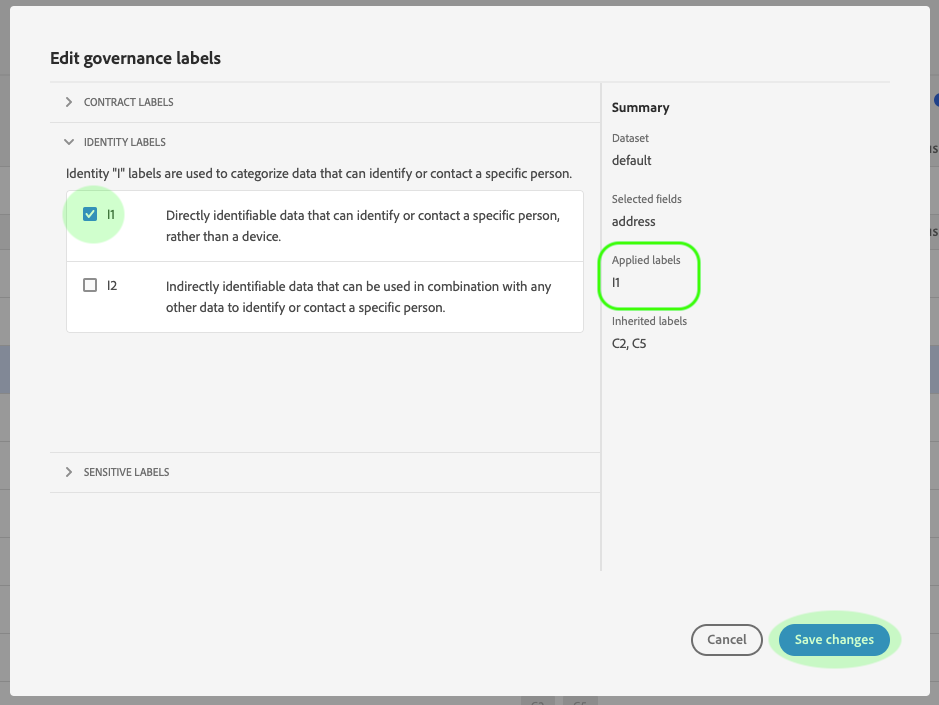 Edit governance labels
CONTRACT LABELS
IDENTITY LABELS
Identity "I" labels are used to categorize data that can identify or contact a specific person.
I1
Directly identifiable data that can identify or contact a specific person,
rather than a device.
I2
Indirectly identifiable data that can be used in combination with any
other data to identify or contact a specific person.
SENSITIVE LABELS
Summary
Dataset
default
Selected fields
address
Applied labels
I1
Inherited labels
C2, C5
Cancel
Save changes